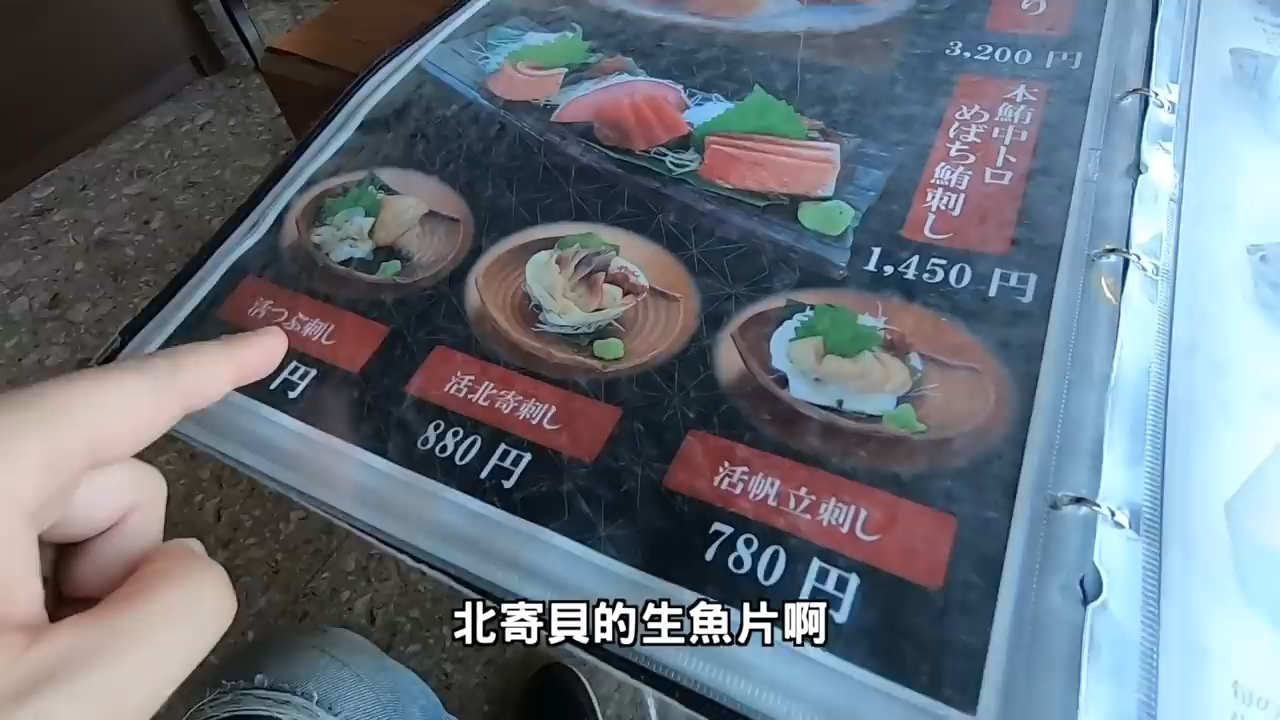 3,200 円
本鮪中トロ
めばち鮪刺し
1,450 円
活つぶ刺し
円
活北寄刺し
880 円
活帆立刺し
780 円
北寄貝的生魚片啊